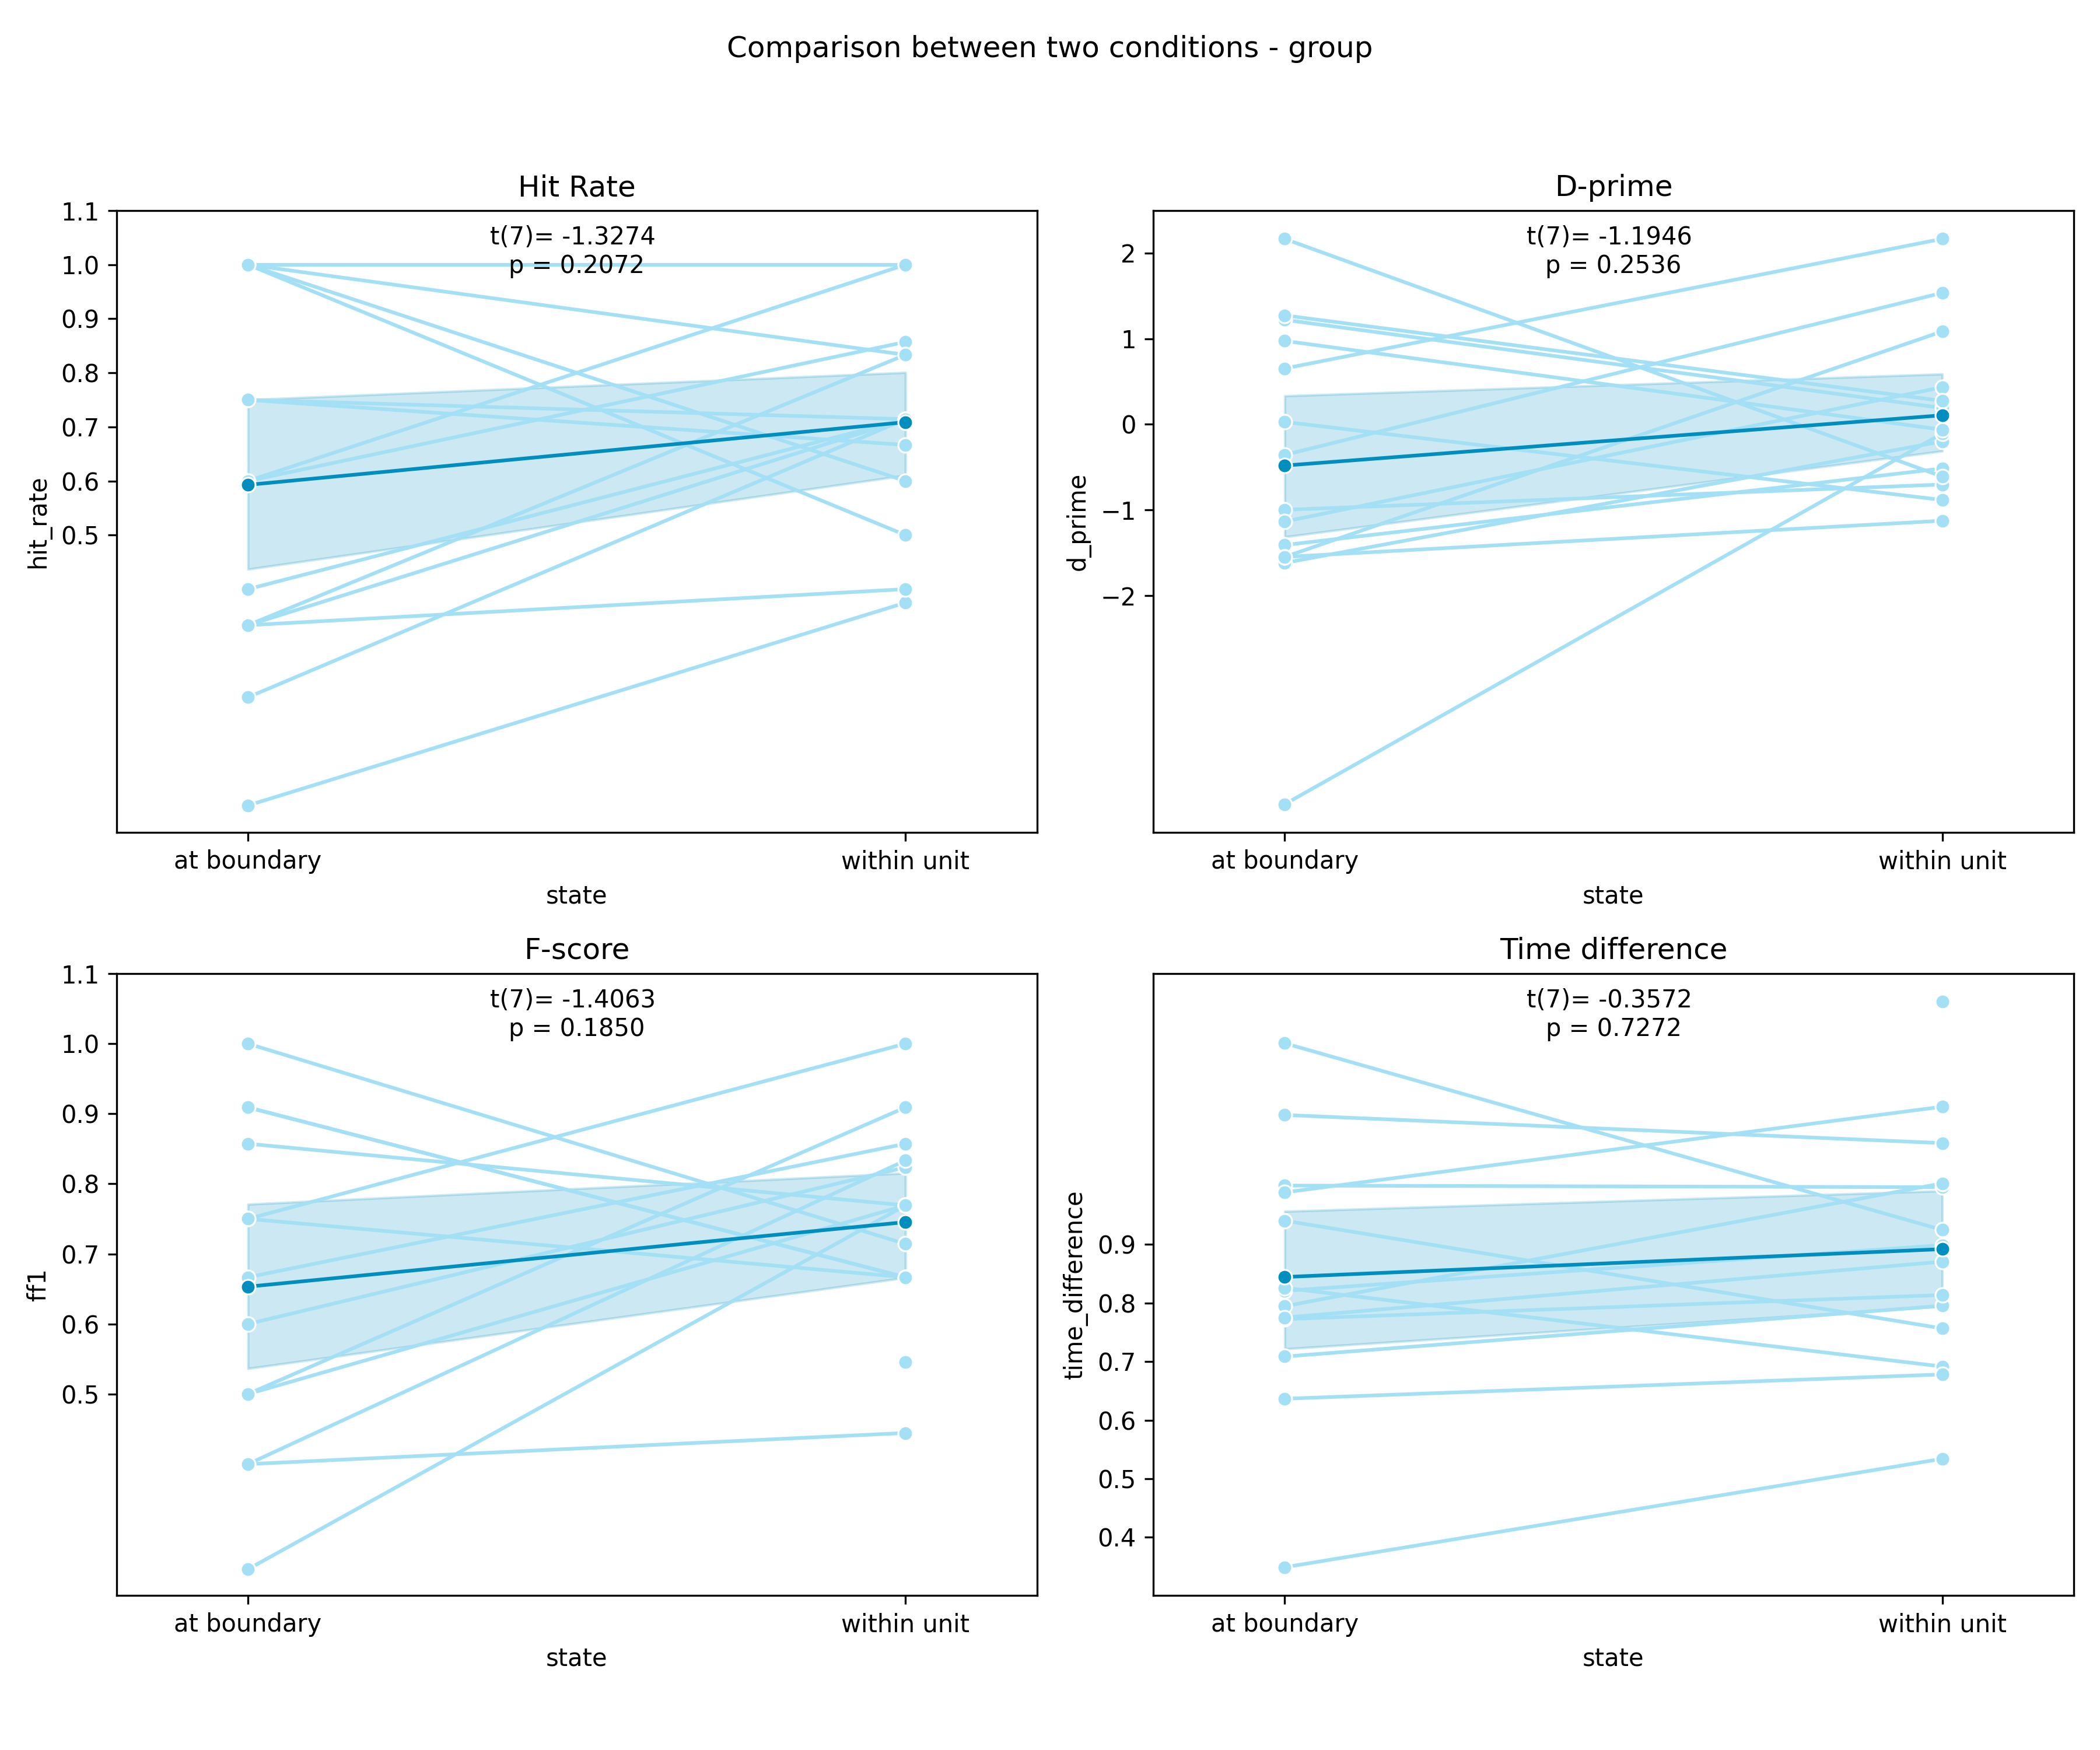 Comparison between two conditions - group
Hit Rate
t(7)= -1.3274
p = 0.2072
1.1
1.0
0.9
0.8
0.7
0.6
0.5
hit_rate
at boundary
within unit
state
D-prime
t(7)= -1.1946
p = 0.2536
2
1
0
−1
−2
d_prime
at boundary
within unit
state
F-score
t(7)= -1.4063
p = 0.1850
1.1
1.0
0.9
0.8
0.7
0.6
0.5
ff1
at boundary
within unit
state
Time difference
t(7)= -0.3572
p = 0.7272
0.9
0.8
0.7
0.6
0.5
0.4
time_difference
at boundary
within unit
state